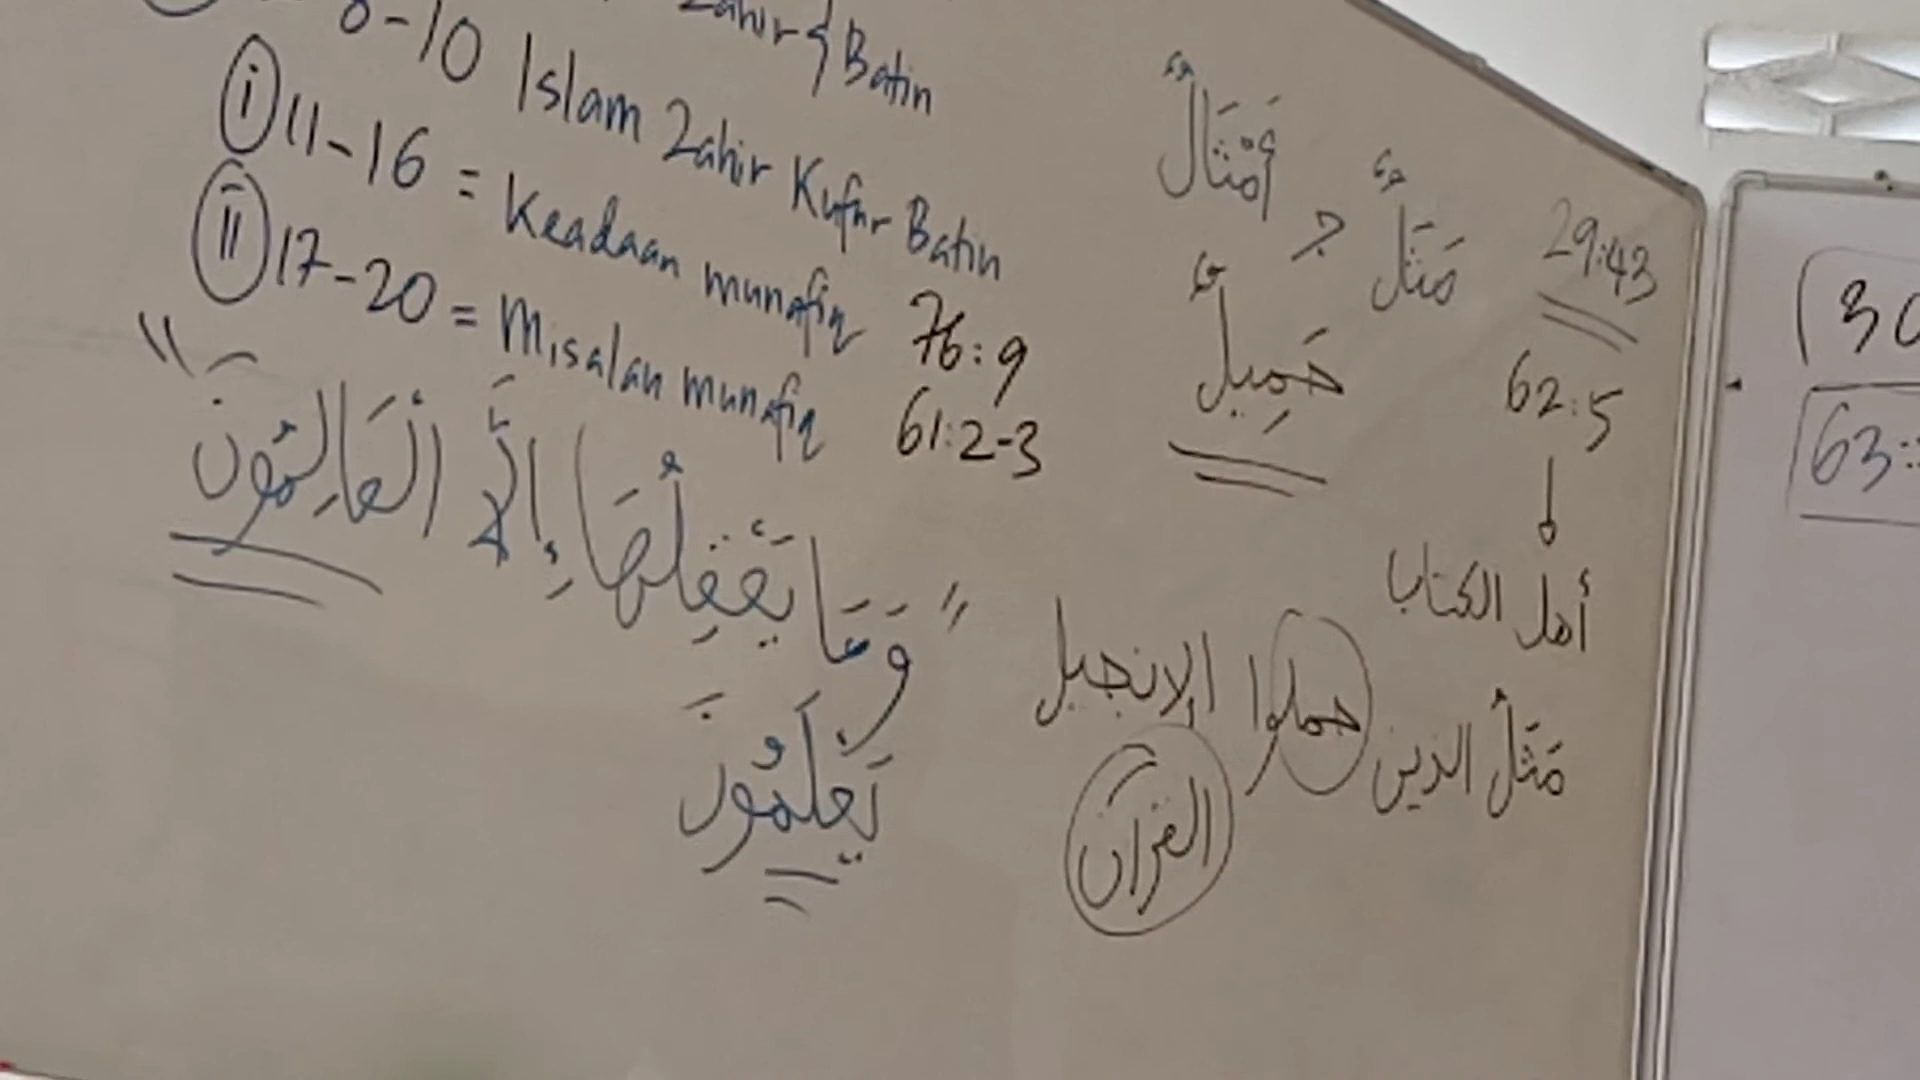 Zahir & Batin
8-10 Islam Zahir Kufur Batin
i 11-16 = Keadaan munafiq 76:9
ii 17-20 = Misalan munafiq 61:2-3
"وَمَا يَعْقِلُهَا إِلَّا الْعَالِمُونَ"
يَعْلَمُونَ
أَمْثَالٌ
مَثَلٌ
جَمِيلٌ
29:43
62:5
أهل الكتاب
مَثَلُ الذين حملوا الإنجيل
القرآن
30
63: